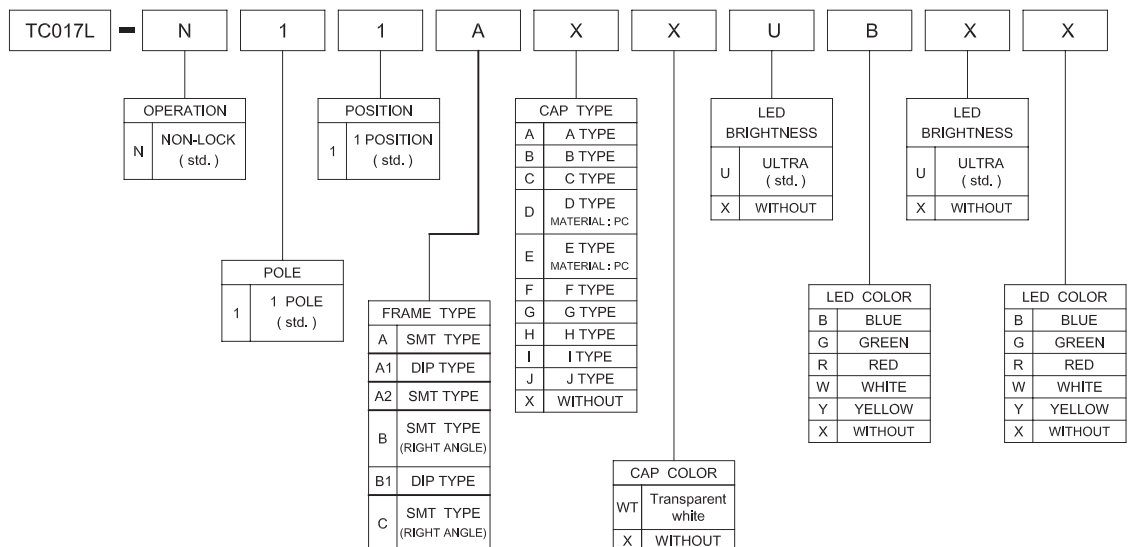 TC017L - N 1 1 A X X U B X X
OPERATION
N NON-LOCK
( std. )
POSITION
1 1 POSITION
( std. )
CAP TYPE
A A TYPE
B B TYPE
C C TYPE
D D TYPE
MATERIAL : PC
E E TYPE
MATERIAL : PC
F F TYPE
G G TYPE
H H TYPE
I I TYPE
J J TYPE
X WITHOUT
LED
BRIGHTNESS
U ULTRA
( std. )
X WITHOUT
LED
BRIGHTNESS
U ULTRA
( std. )
X WITHOUT
POLE
1 1 POLE
( std. )
FRAME TYPE
A SMT TYPE
A1 DIP TYPE
A2 SMT TYPE
B SMT TYPE
(RIGHT ANGLE)
B1 DIP TYPE
C SMT TYPE
(RIGHT ANGLE)
LED COLOR
B BLUE
G GREEN
R RED
W WHITE
Y YELLOW
X WITHOUT
LED COLOR
B BLUE
G GREEN
R RED
W WHITE
Y YELLOW
X WITHOUT
CAP COLOR
WT Transparent
white
X WITHOUT